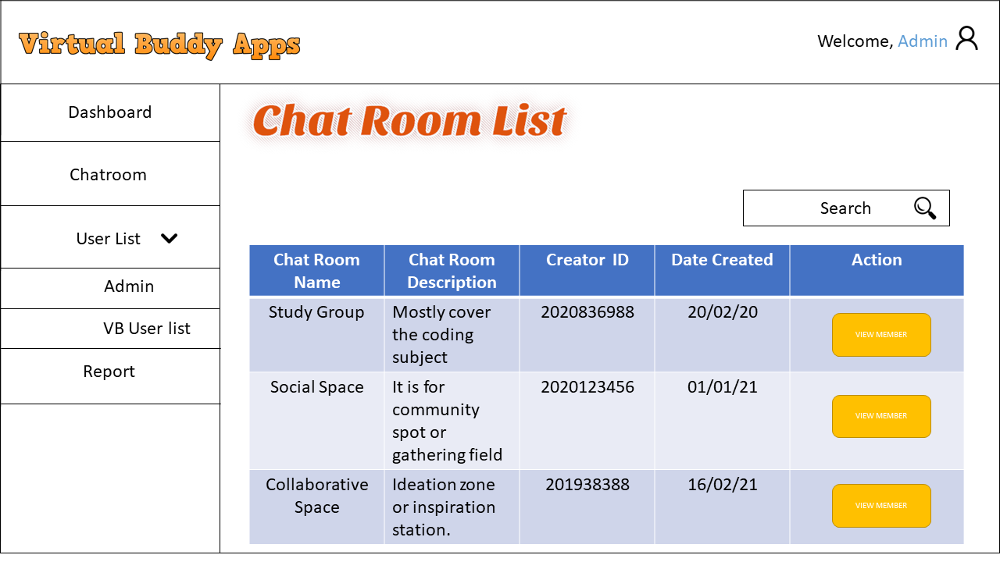 Virtual Buddy Apps
Welcome, Admin
Dashboard
Chatroom
User List
Admin
VB User list
Report
Chat Room List
Search
Chat Room
Name
Chat Room
Description
Creator ID
Date Created
Action
Study Group
Mostly cover
the coding
subject
2020836988
20/02/20
VIEW MEMBER
Social Space
It is for
community
spot or
gathering field
2020123456
01/01/21
VIEW MEMBER
Collaborative
Space
Ideation zone
or inspiration
station.
201938388
16/02/21
VIEW MEMBER